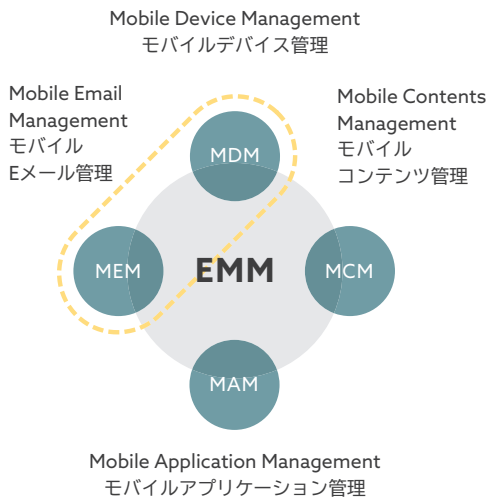 Mobile Device Management
モバイルデバイス管理
Mobile Email
Management
モバイル
Eメール管理
Mobile Contents
Management
モバイル
コンテンツ管理
MDM
MEM
EMM
MCM
MAM
Mobile Application Management
モバイルアプリケーション管理